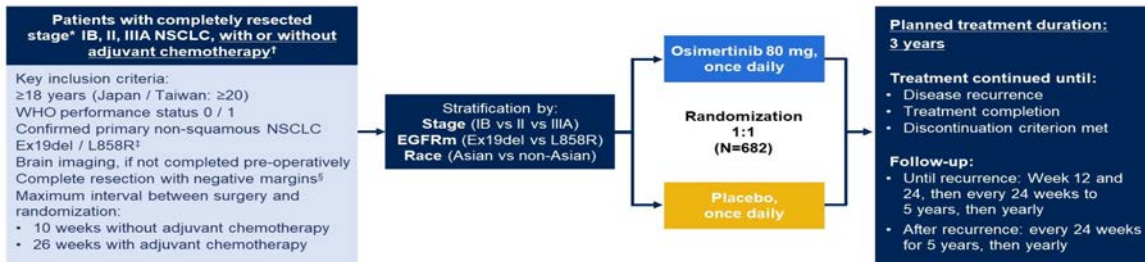 Patients with completely resected
stage* IB, II, IIIA NSCLC, with or without
adjuvant chemotherapy†
Key inclusion criteria:
≥18 years (Japan / Taiwan: ≥20)
WHO performance status 0 / 1
Confirmed primary non-squamous NSCLC
Ex19del / L858R‡
Brain imaging, if not completed pre-operatively
Complete resection with negative margins§
Maximum interval between surgery and
randomization:
• 10 weeks without adjuvant chemotherapy
• 26 weeks with adjuvant chemotherapy
Stratification by:
Stage (IB vs II vs IIIA)
EGFRm (Ex19del vs L858R)
Race (Asian vs non-Asian)
Osimertinib 80 mg,
once daily
Randomization
1:1
(N=682)
Placebo,
once daily
Planned treatment duration:
3 years
Treatment continued until:
• Disease recurrence
• Treatment completion
• Discontinuation criterion met
Follow-up:
• Until recurrence: Week 12 and
24, then every 24 weeks to
5 years, then yearly
• After recurrence: every 24 weeks
for 5 years, then yearly